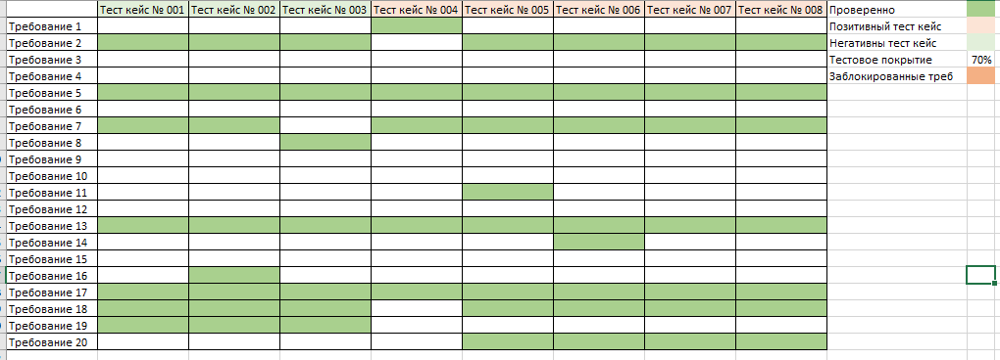 Тест кейс № 001 Тест кейс № 002 Тест кейс № 003 Тест кейс № 004 Тест кейс № 005 Тест кейс № 006 Тест кейс № 007 Тест кейс № 008 Проверенно
Требование 1 Позитивный тест кейс
Требование 2 Негативны тест кейс
Требование 3 Тестовое покрытие 70%
Требование 4 Заблокированные треб
Требование 5
Требование 6
Требование 7
Требование 8
Требование 9
Требование 10
Требование 11
Требование 12
Требование 13
Требование 14
Требование 15
Требование 16
Требование 17
Требование 18
Требование 19
Требование 20